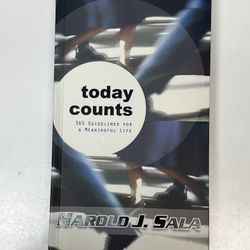 today
counts
365 GUIDELINES FOR
A MEANINGFUL LIFE
HAROLD J. SALA